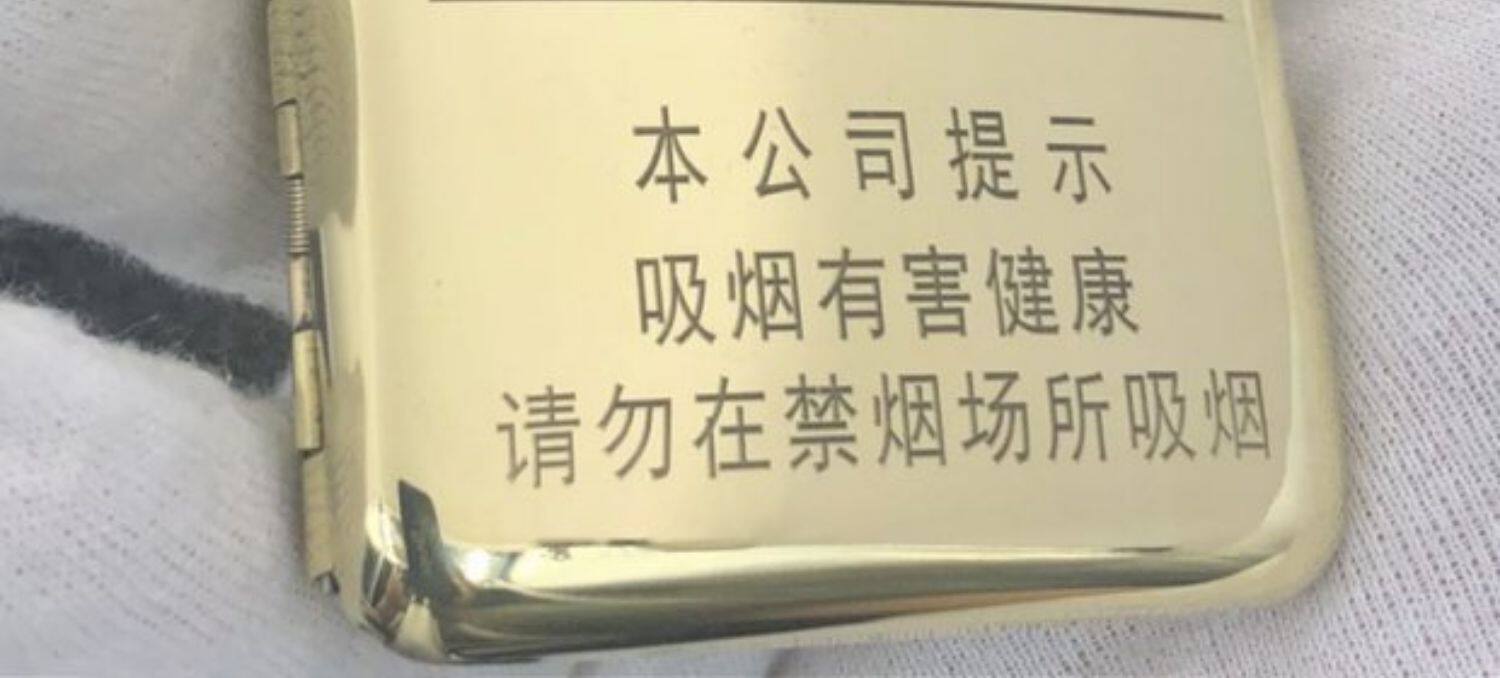 本公司提示
吸烟有害健康
请勿在禁烟场所吸烟